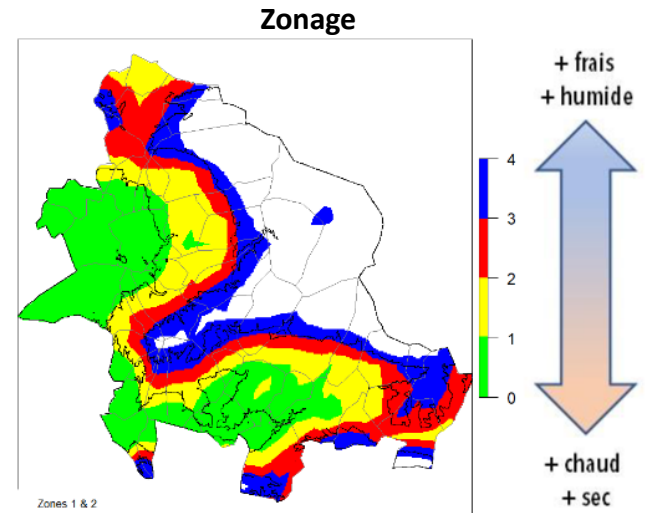 Zonage
+ frais
+ humide
4
3
2
1
0
+ chaud
+ sec
Zones 1 & 2